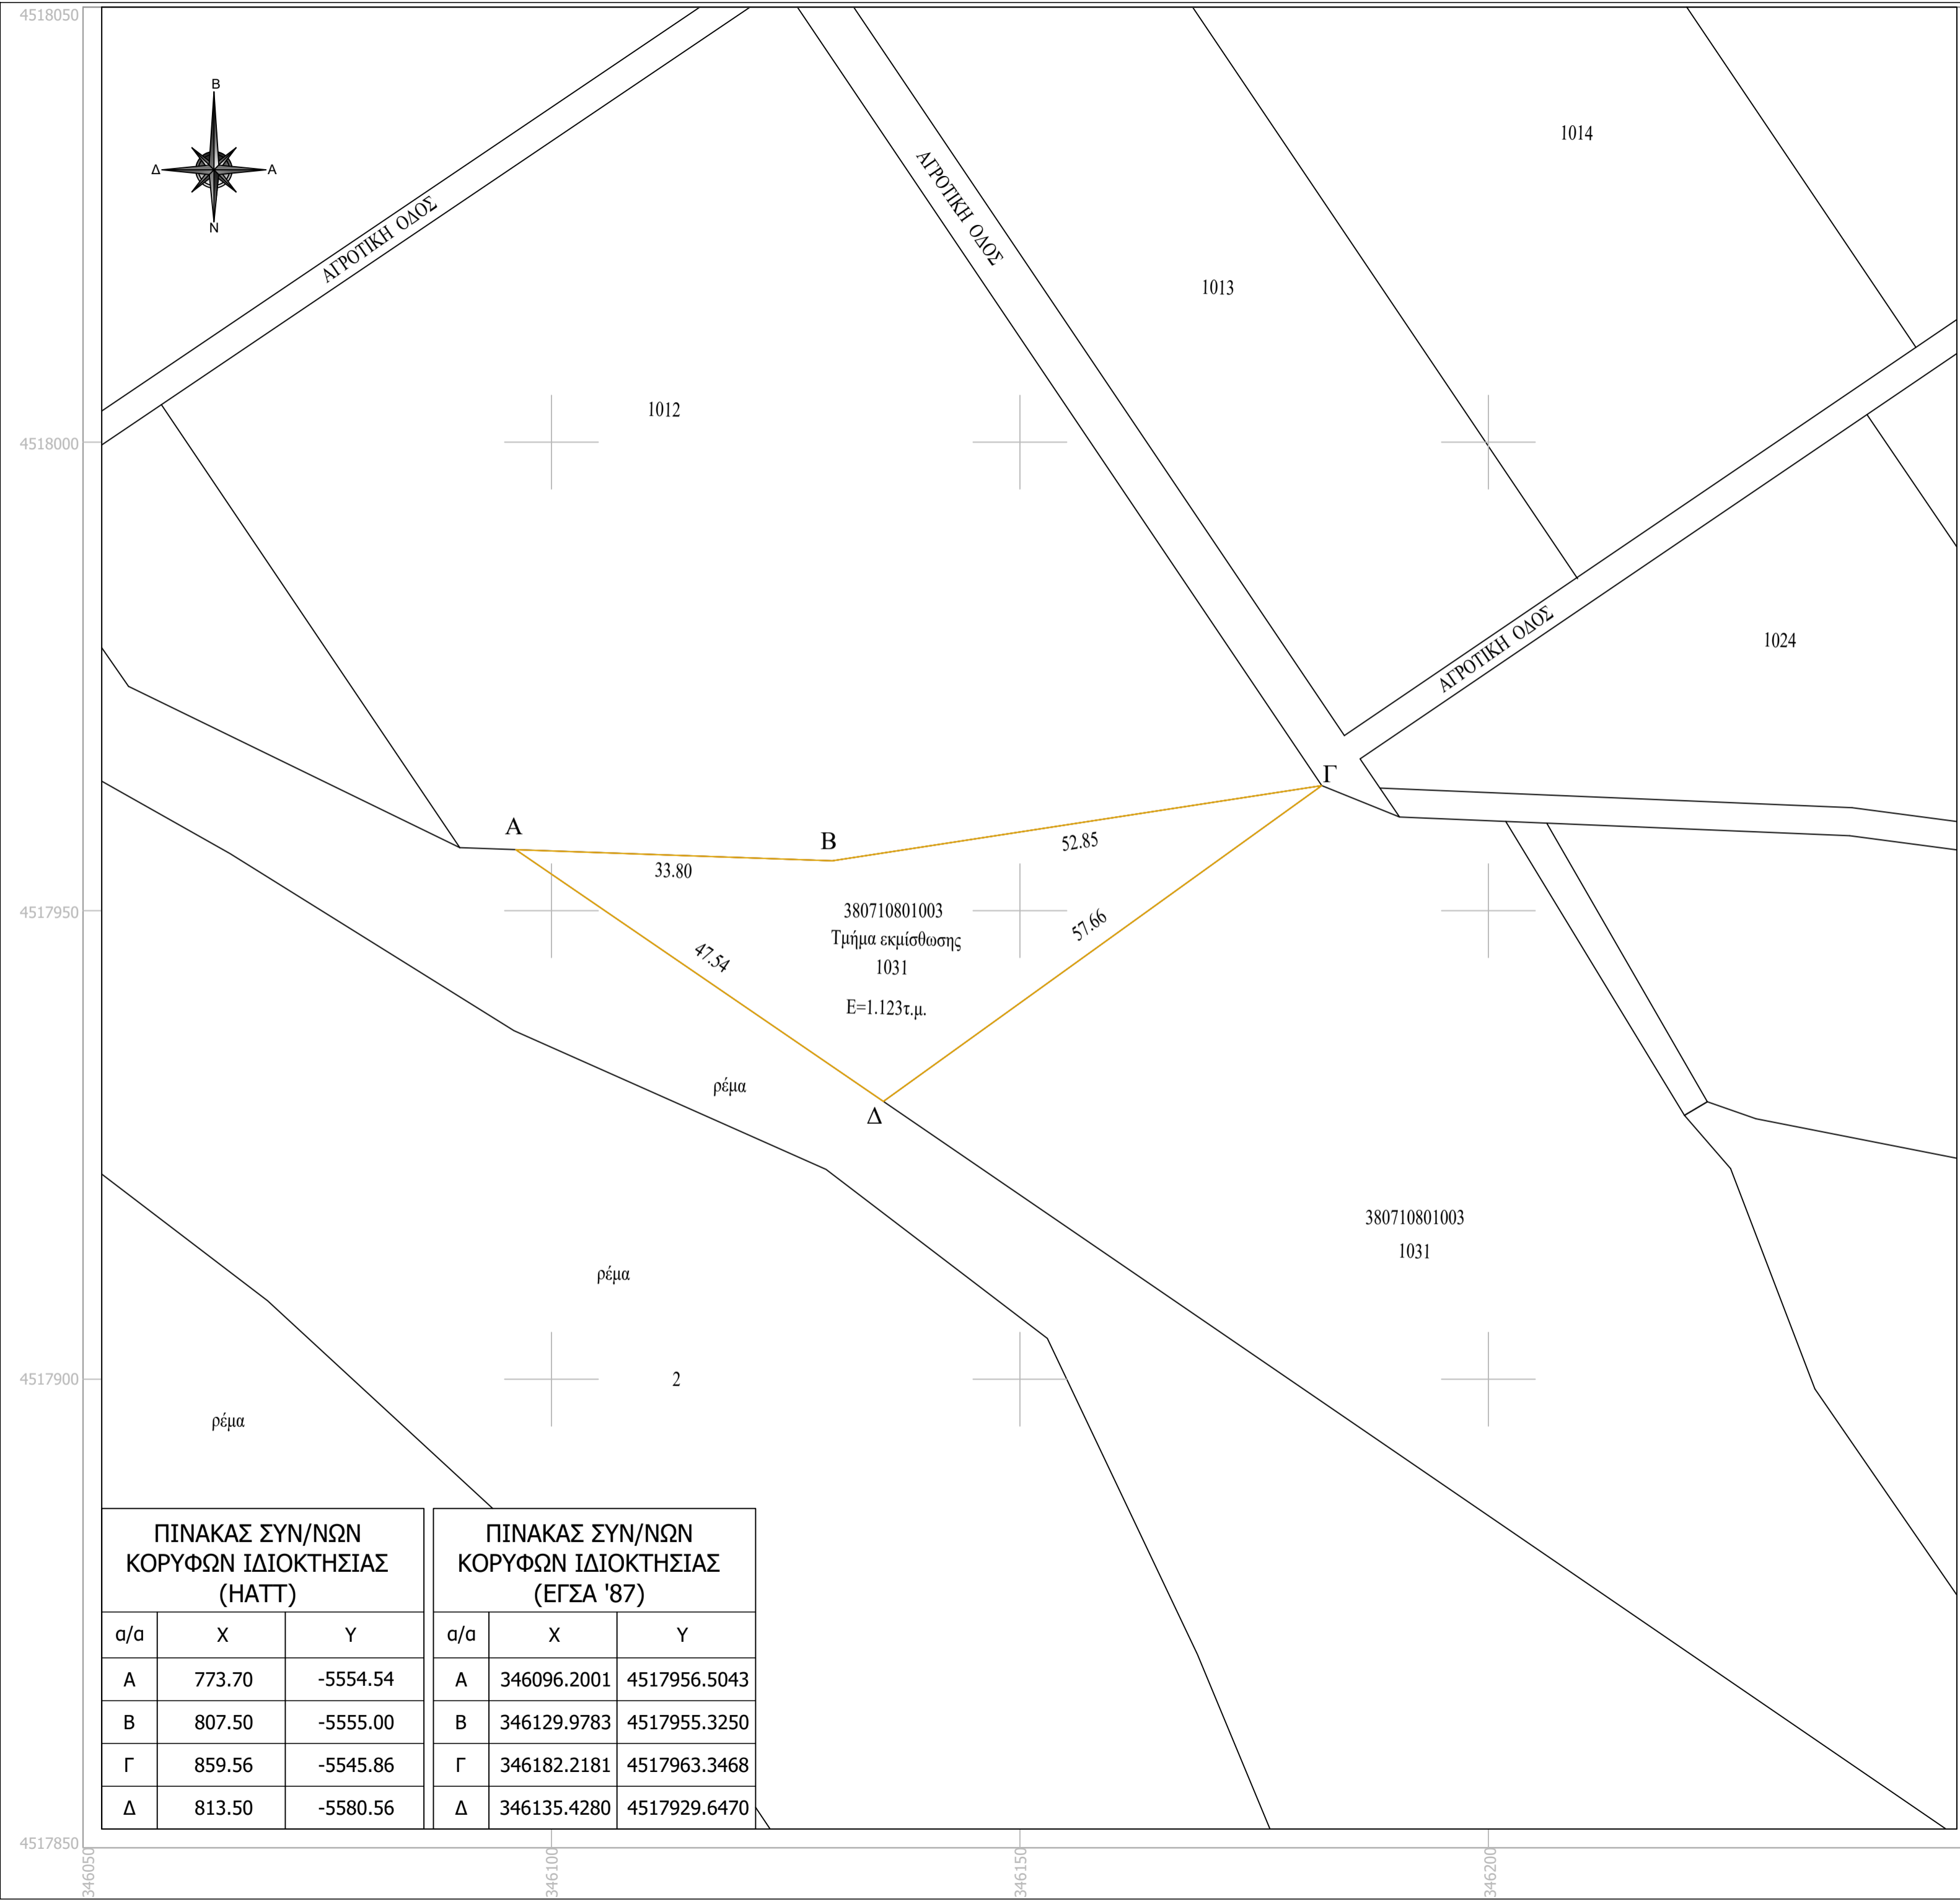 4518050
Β
Δ
Α
Ν
1014
ΑΓΡΟΤΙΚΗ ΟΔΟΣ
ΑΓΡΟΤΙΚΗ ΟΔΟΣ
1013
1012
4518000
ΑΓΡΟΤΙΚΗ ΟΔΟΣ
1024
Γ
Α
Β
52.85
33.80
4517950
380710801003
Τμήμα εκμίσθωσης
1031
Ε=1.123τ.μ.
57.66
47.54
ρέμα
Δ
380710801003
1031
ρέμα
4517900
2
ρέμα
ΠΙΝΑΚΑΣ ΣΥΝ/ΝΩΝ
ΚΟΡΥΦΩΝ ΙΔΙΟΚΤΗΣΙΑΣ
(HATT)
α/α X Y
Α 773.70 -5554.54
Β 807.50 -5555.00
Γ 859.56 -5545.86
Δ 813.50 -5580.56
ΠΙΝΑΚΑΣ ΣΥΝ/ΝΩΝ
ΚΟΡΥΦΩΝ ΙΔΙΟΚΤΗΣΙΑΣ
(ΕΓΣΑ '87)
α/α X Y
Α 346096.2001 4517956.5043
Β 346129.9783 4517955.3250
Γ 346182.2181 4517963.3468
Δ 346135.4280 4517929.6470
4517850
346050
346100
346150
346200